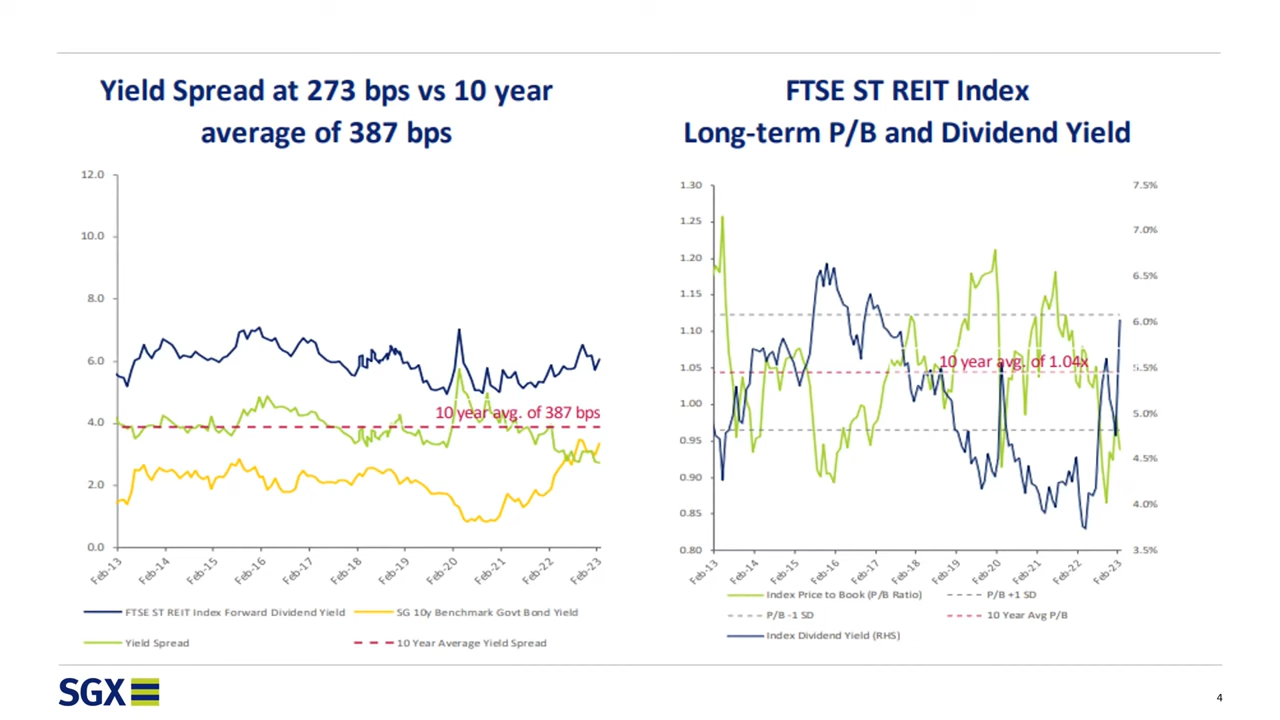 Yield Spread at 273 bps vs 10 year
average of 387 bps
12.0
10.0
8.0
6.0
4.0
2.0
0.0
10 year avg. of 387 bps
Feb-13
Feb-14
Feb-15
Feb-16
Feb-17
Feb-18
Feb-19
Feb-20
Feb-21
Feb-22
Feb-23
FTSE ST REIT Index Forward Dividend Yield
SG 10y Benchmark Govt Bond Yield
Yield Spread
10 Year Average Yield Spread
FTSE ST REIT Index
Long-term P/B and Dividend Yield
1.30
1.25
1.20
1.15
1.10
1.05
1.00
0.95
0.90
0.85
0.80
7.5%
7.0%
6.5%
6.0%
5.5%
5.0%
4.5%
4.0%
3.5%
10 year avg. of 1.04x
Feb-13
Feb-14
Feb-15
Feb-16
Feb-17
Feb-18
Feb-19
Feb-20
Feb-21
Feb-22
Feb-23
Index Price to Book (P/B Ratio)
P/B +1 SD
P/B -1 SD
10 Year Avg P/B
Index Dividend Yield (RHS)
SGX
4